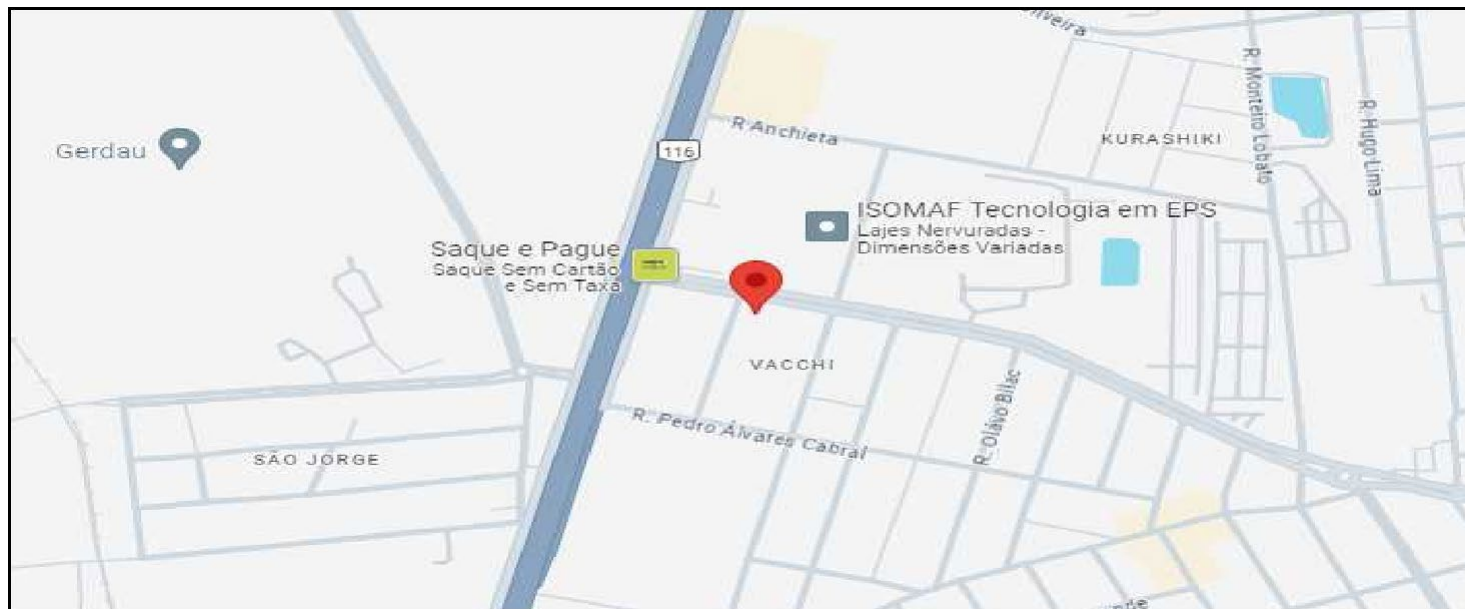 R. Monteiro Lobato
R. Hugo Lima
R Anchieta
KURASHIKI
116
Gerdau
ISOMAF Tecnologia em EPS
Lajes Nervuradas -
Dimensões Variadas
Saque e Pague
Saque Sem Cartão
e Sem Taxa
VACCHI
R. Olavo Bilac
R. Pedro Álvares Cabral
SÃO JORGE